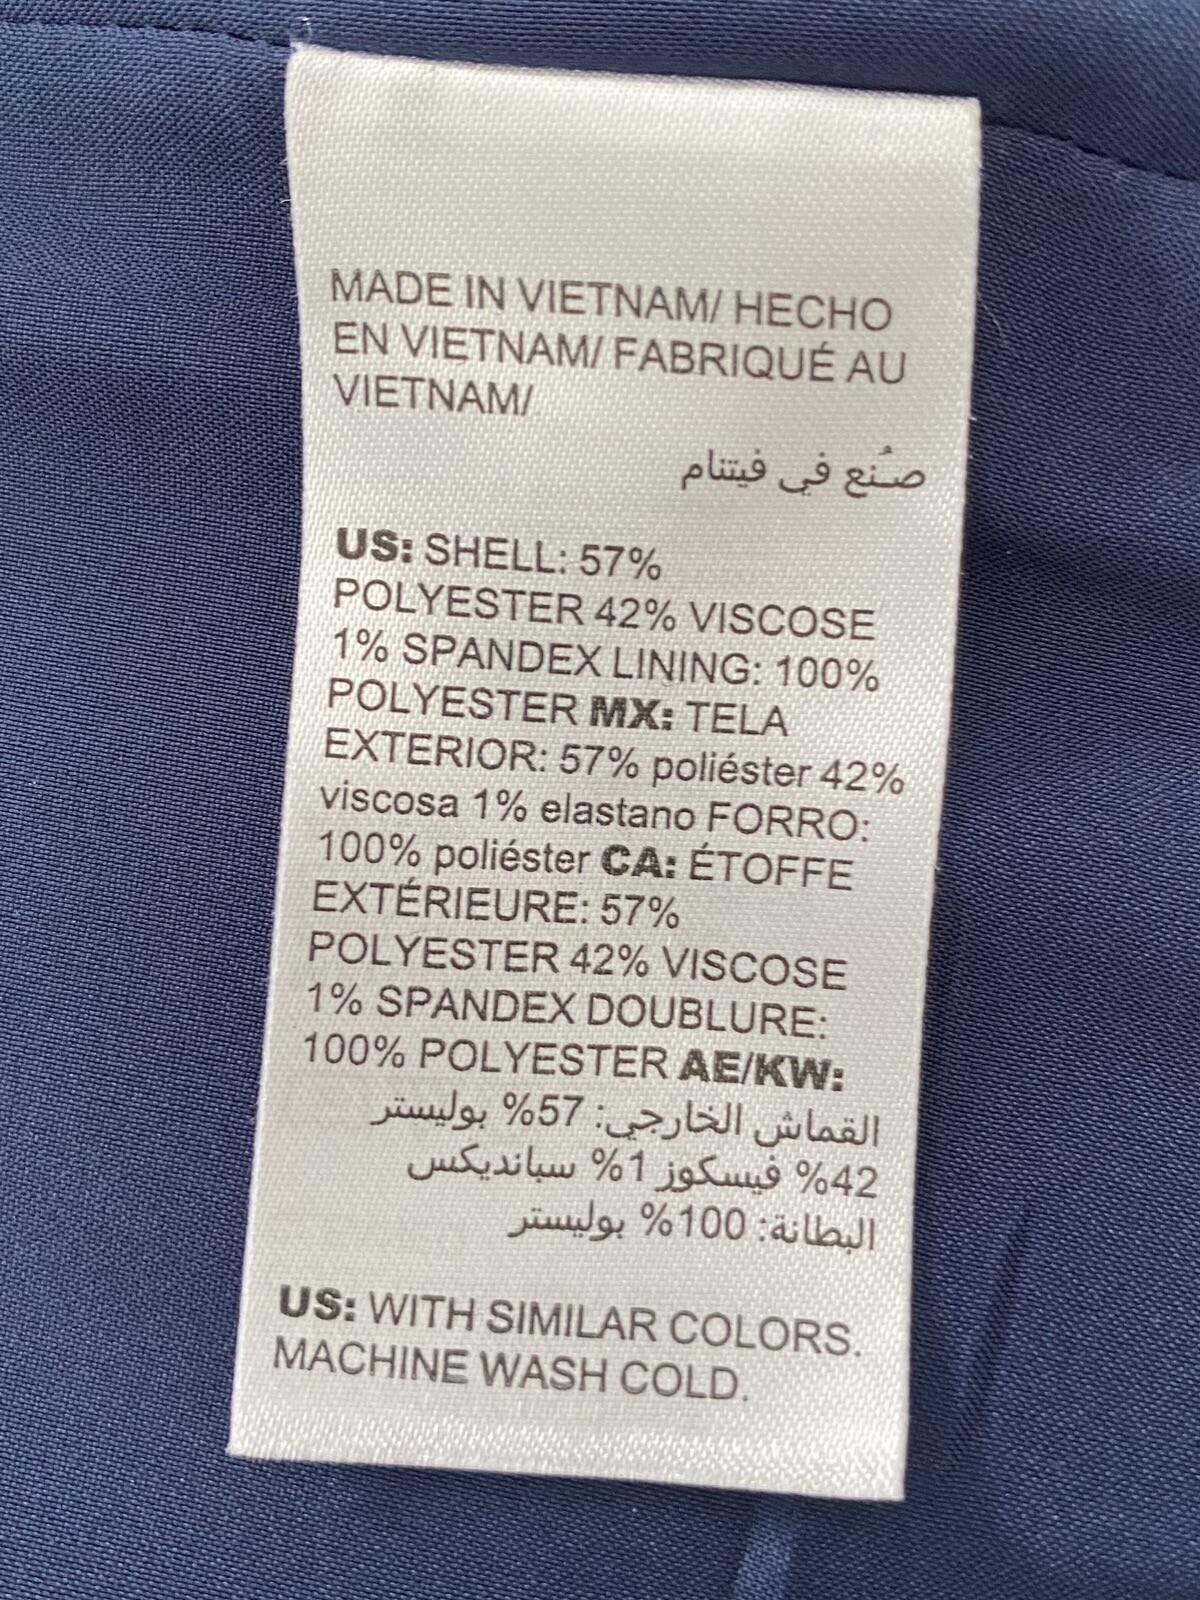 MADE IN VIETNAM/ HECHO
EN VIETNAM/ FABRIQUÉ AU
VIETNAM/
صُنع في فيتنام
US: SHELL: 57%
POLYESTER 42% VISCOSE
1% SPANDEX LINING: 100%
POLYESTER MX: TELA
EXTERIOR: 57% poliéster 42%
viscosa 1% elastano FORRO:
100% poliéster CA: ÉTOFFE
EXTÉRIEURE: 57%
POLYESTER 42% VISCOSE
1% SPANDEX DOUBLURE:
100% POLYESTER AE/KW:
القماش الخارجي: 57% بوليستر
42% فيسكوز 1% سبانديكس
البطانة: 100% بوليستر
US: WITH SIMILAR COLORS.
MACHINE WASH COLD.